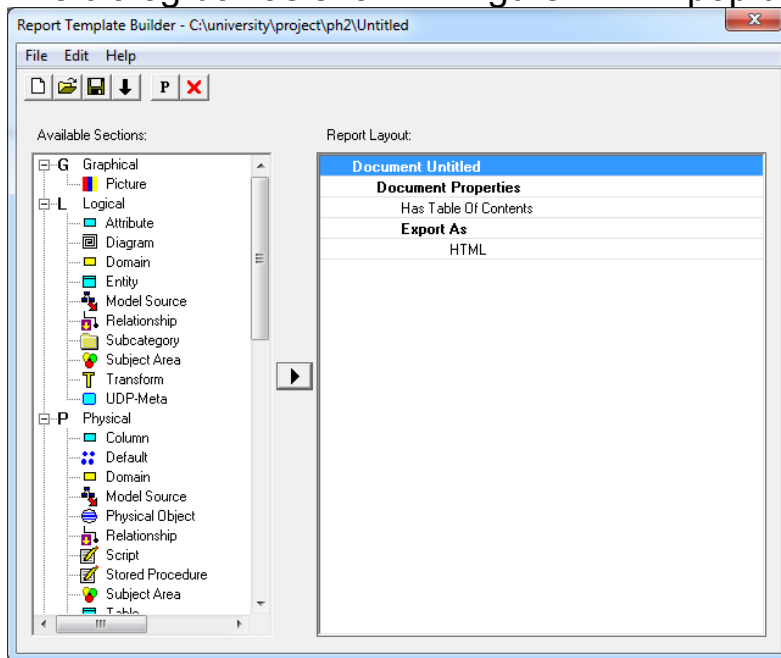 Report Template Builder - C:\university\project\ph2\Untitled
File Edit Help
P
Available Sections:
Report Layout:
G Graphical
Picture
L Logical
Attribute
Diagram
Domain
Entity
Model Source
Relationship
Subcategory
Subject Area
Transform
UDP-Meta
P Physical
Column
Default
Domain
Model Source
Physical Object
Relationship
Script
Stored Procedure
Subject Area
Table
Document Untitled
Document Properties
Has Table Of Contents
Export As
HTML